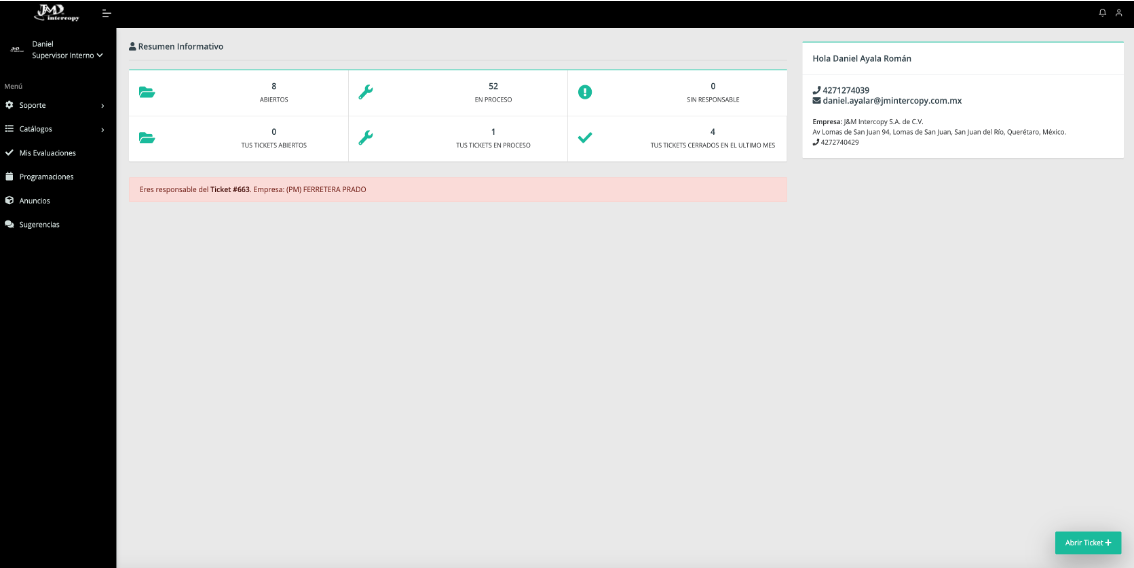 J&MD
Intercopy
Daniel
Supervisor Interno
Menú
Soporte
Catálogos
Mis Evaluaciones
Programaciones
Anuncios
Sugerencias
Resumen Informativo
8
ABIERTOS
52
EN PROCESO
0
SIN RESPONSABLE
0
TUS TICKETS ABIERTOS
1
TUS TICKETS EN PROCESO
4
TUS TICKETS CERRADOS EN EL ULTIMO MES
Eres responsable del Ticket #663. Empresa: (PM) FERRETERA PRADO
Hola Daniel Ayala Román
4271274039
daniel.ayalar@jmintercopy.com.mx
Empresa: J&M Intercopy S.A. de C.V.
Av Lomas de San Juan 94, Lomas de San Juan, San Juan del Río, Querétaro, México.
4272740429
Abrir Ticket +